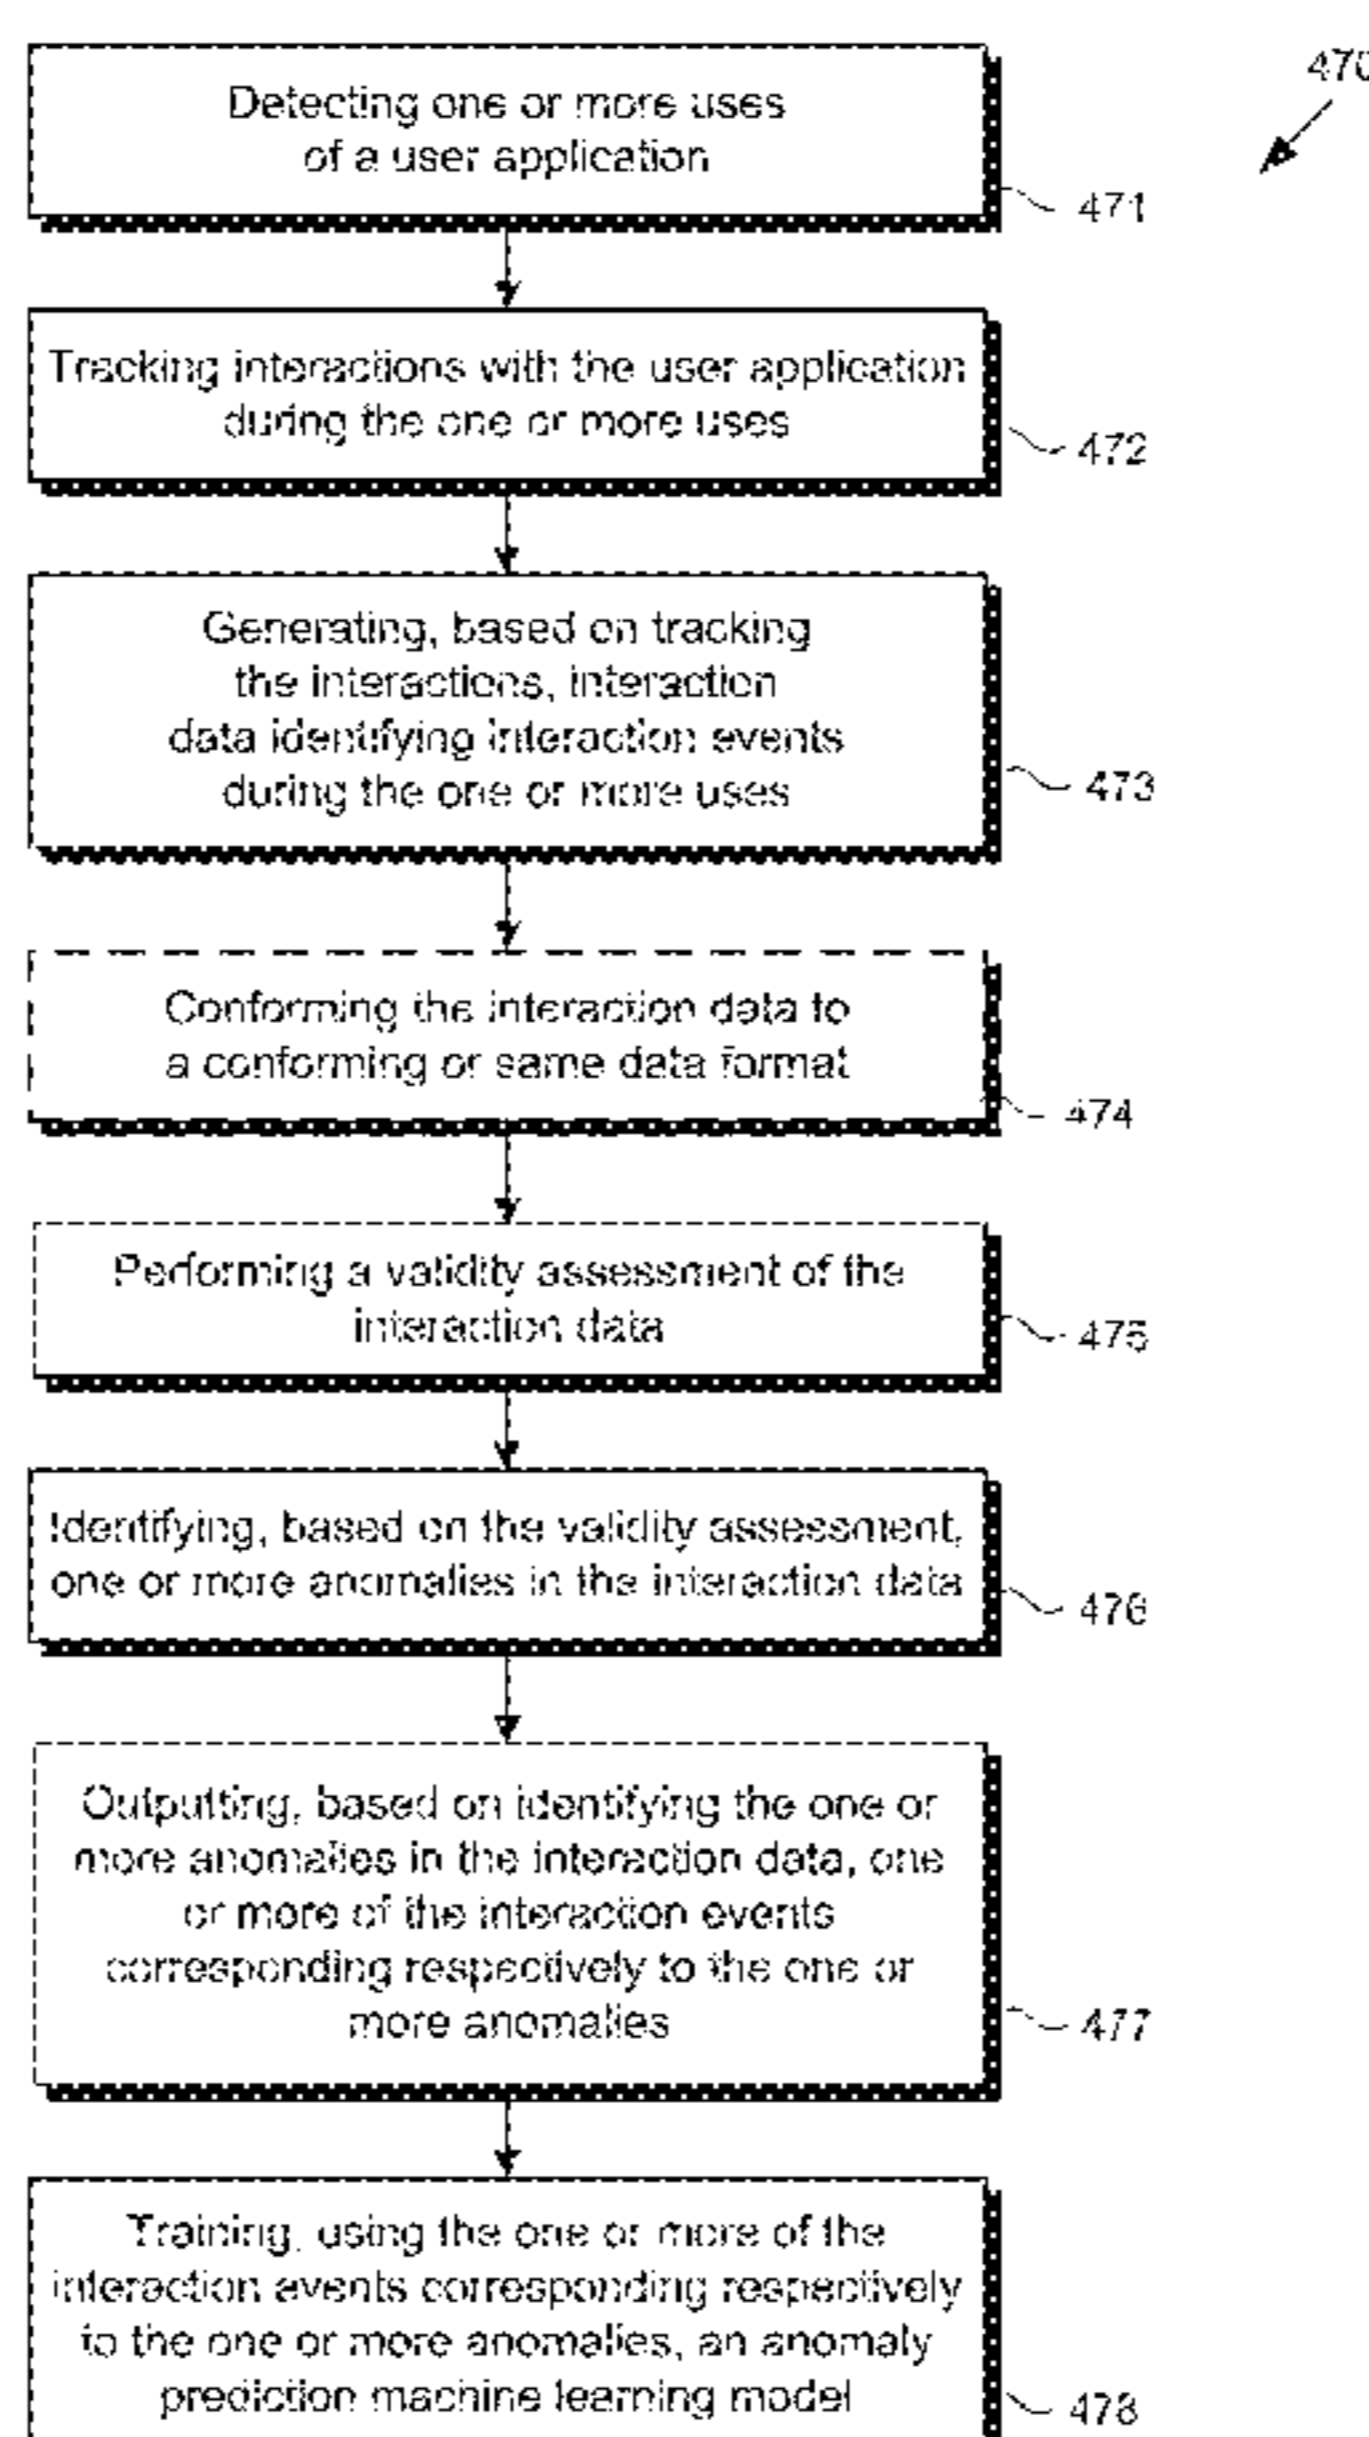 470
Detecting one or more uses
of a user application
471
Tracking interactions with the user application
during the one or more uses
472
Generating, based on tracking
the interactions, interaction
data identifying interaction events
during the one or more uses
473
Conforming the interaction data to
a conforming or same data format
474
Performing a validity assessment of the
interaction data
475
Identifying, based on the validity assessment,
one or more anomalies in the interaction data
476
Outputting, based on identifying the one or
more anomalies in the interaction data, one
or more of the interaction events
corresponding respectively to the one or
more anomalies
477
Training, using the one or more of the
interaction events corresponding respectively
to the one or more anomalies, an anomaly
prediction machine learning model
478